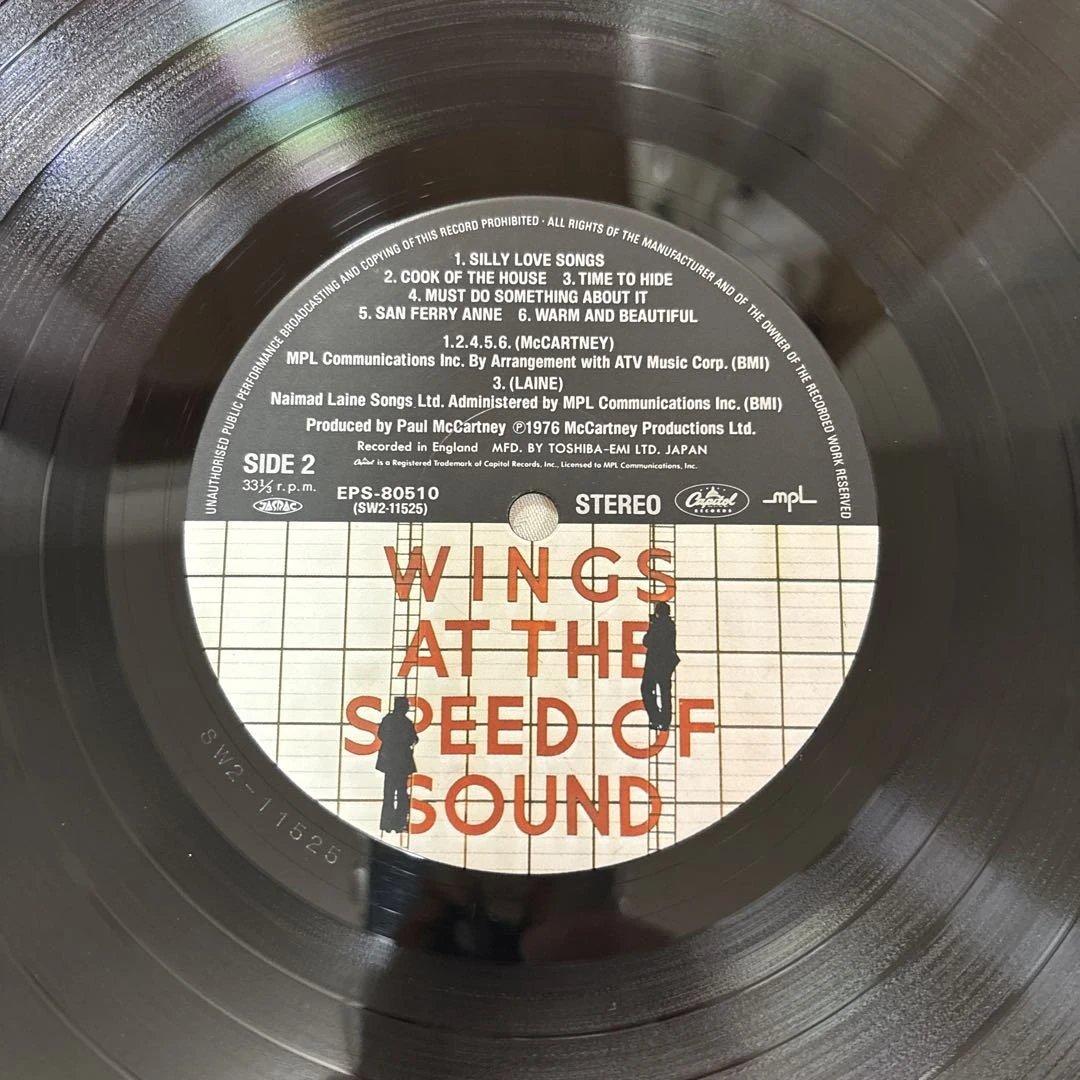 UNAUTHORISED PUBLIC PERFORMANCE BROADCASTING AND COPYING OF THIS RECORD PROHIBITED · ALL RIGHTS OF THE MANUFACTURER AND OF THE OWNER OF THE RECORDED WORK RESERVED
1. SILLY LOVE SONGS
2. COOK OF THE HOUSE 3. TIME TO HIDE
4. MUST DO SOMETHING ABOUT IT
5. SAN FERRY ANNE 6. WARM AND BEAUTIFUL
1.2.4.5.6. (McCARTNEY)
MPL Communications Inc. By Arrangement with ATV Music Corp. (BMI)
3. (LAINE)
Naimad Laine Songs Ltd. Administered by MPL Communications Inc. (BMI)
Produced by Paul McCartney ℗1976 McCartney Productions Ltd.
Recorded in England MFD. BY TOSHIBA-EMI LTD. JAPAN
Capitol is a Registered Trademark of Capitol Records, Inc., Licensed to MPL Communications, Inc.
SIDE 2
33⅓ r.p.m.
JASRAC
EPS-80510
(SW2-11525)
STEREO
Capitol
RECORDS
mpL
WINGS
AT THE
SPEED OF
SOUND
SW2-11525